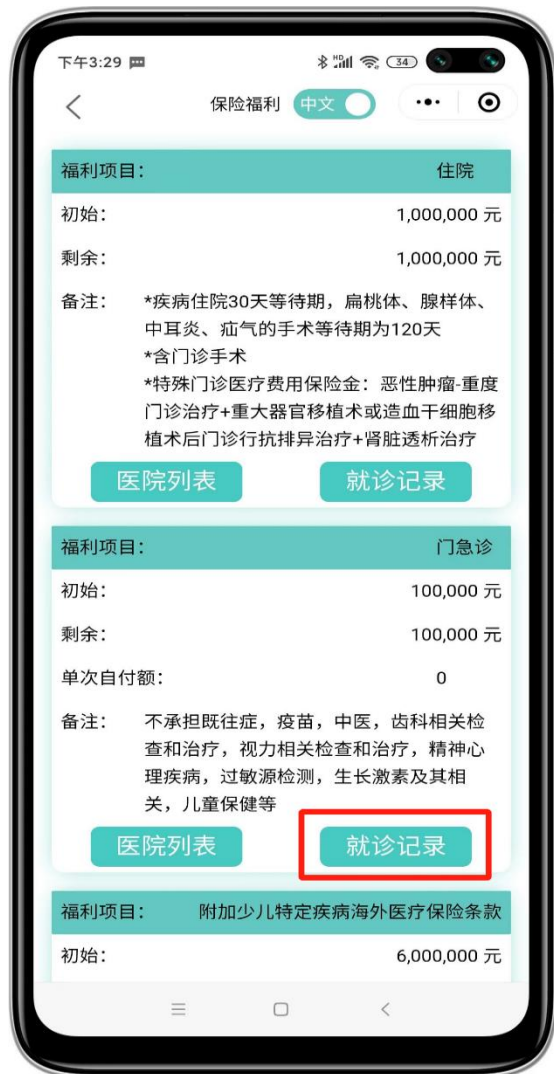 下午3:29
HD
34
保险福利 中文
福利项目: 住院
初始: 1,000,000 元
剩余: 1,000,000 元
备注: *疾病住院30天等待期，扁桃体、腺样体、
中耳炎、疝气的手术等待期为120天
*含门诊手术
*特殊门诊医疗费用保险金：恶性肿瘤-重度
门诊治疗+重大器官移植术或造血干细胞移
植术后门诊行抗排异治疗+肾脏透析治疗
医院列表 就诊记录
福利项目: 门急诊
初始: 100,000 元
剩余: 100,000 元
单次自付额: 0
备注: 不承担既往症，疫苗，中医，齿科相关检
查和治疗，视力相关检查和治疗，精神心
理疾病，过敏源检测，生长激素及其相
关，儿童保健等
医院列表 就诊记录
福利项目: 附加少儿特定疾病海外医疗保险条款
初始: 6,000,000 元